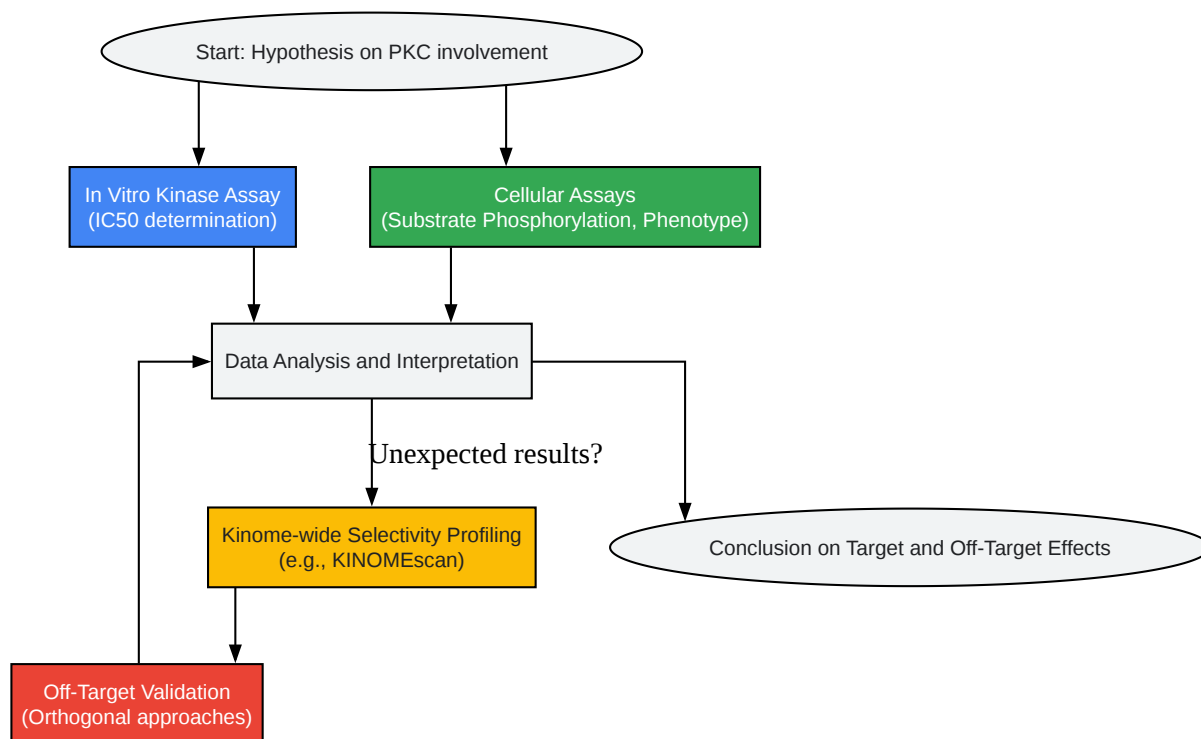 Start: Hypothesis on PKC involvement
In Vitro Kinase Assay
(IC50 determination)
Cellular Assays
(Substrate Phosphorylation, Phenotype)
Data Analysis and Interpretation
Unexpected results?
Kinome-wide Selectivity Profiling
(e.g., KINOMEscan)
Conclusion on Target and Off-Target Effects
Off-Target Validation
(Orthogonal approaches)